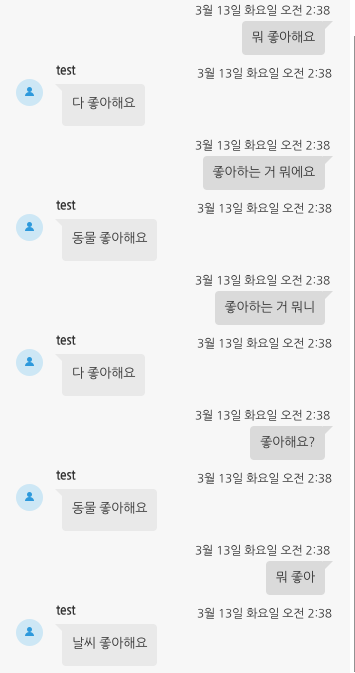 3월 13일 화요일 오전 2:38
뭐 좋아해요
test
3월 13일 화요일 오전 2:38
다 좋아해요
3월 13일 화요일 오전 2:38
좋아하는 거 뭐에요
test
3월 13일 화요일 오전 2:38
동물 좋아해요
3월 13일 화요일 오전 2:38
좋아하는 거 뭐니
test
3월 13일 화요일 오전 2:38
다 좋아해요
3월 13일 화요일 오전 2:38
좋아해요?
test
3월 13일 화요일 오전 2:38
동물 좋아해요
3월 13일 화요일 오전 2:38
뭐 좋아
test
3월 13일 화요일 오전 2:38
날씨 좋아해요